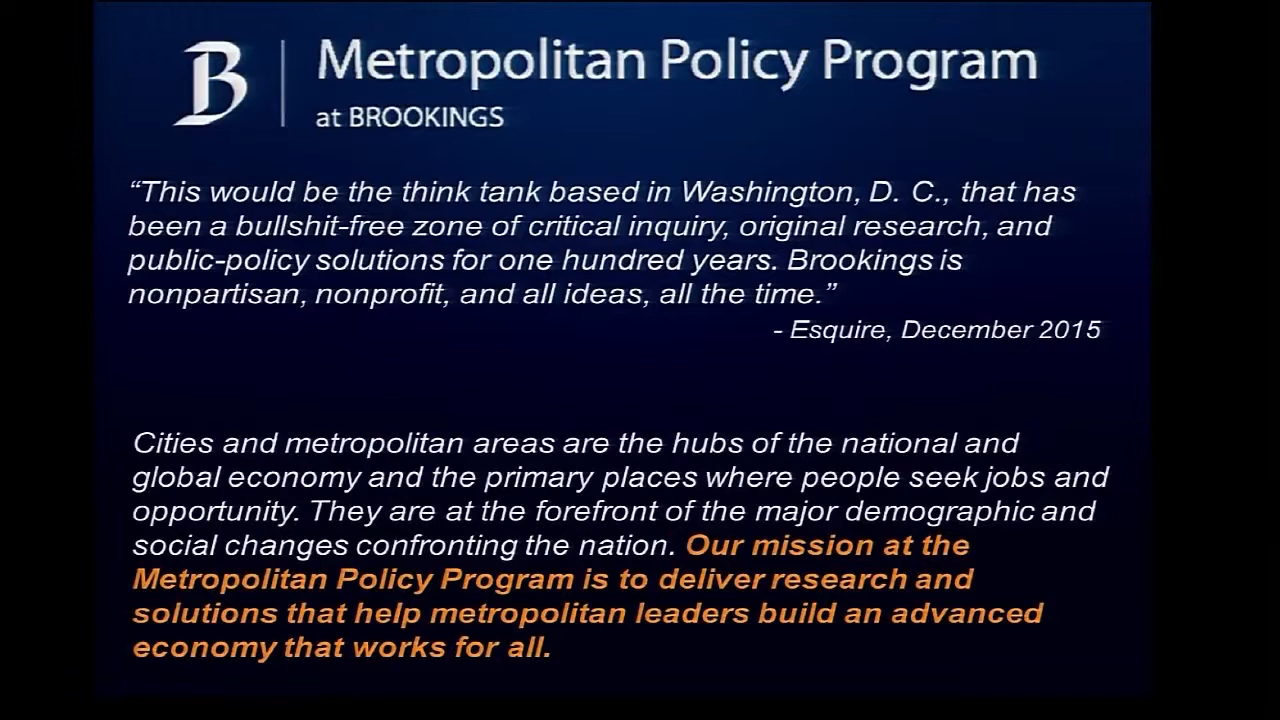 B
Metropolitan Policy Program
at BROOKINGS
“This would be the think tank based in Washington, D. C., that has
been a bullshit-free zone of critical inquiry, original research, and
public-policy solutions for one hundred years. Brookings is
nonpartisan, nonprofit, and all ideas, all the time.”
- Esquire, December 2015
Cities and metropolitan areas are the hubs of the national and
global economy and the primary places where people seek jobs and
opportunity. They are at the forefront of the major demographic and
social changes confronting the nation. Our mission at the
Metropolitan Policy Program is to deliver research and
solutions that help metropolitan leaders build an advanced
economy that works for all.